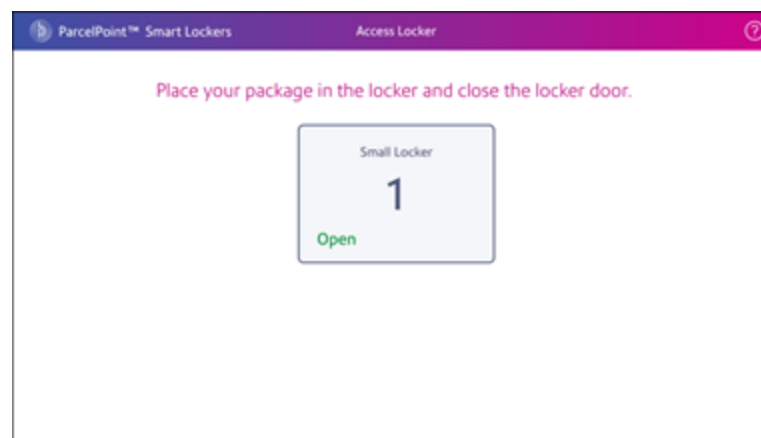 ParcelPoint™ Smart Lockers
Access Locker
?
Place your package in the locker and close the locker door.
Small Locker
1
Open